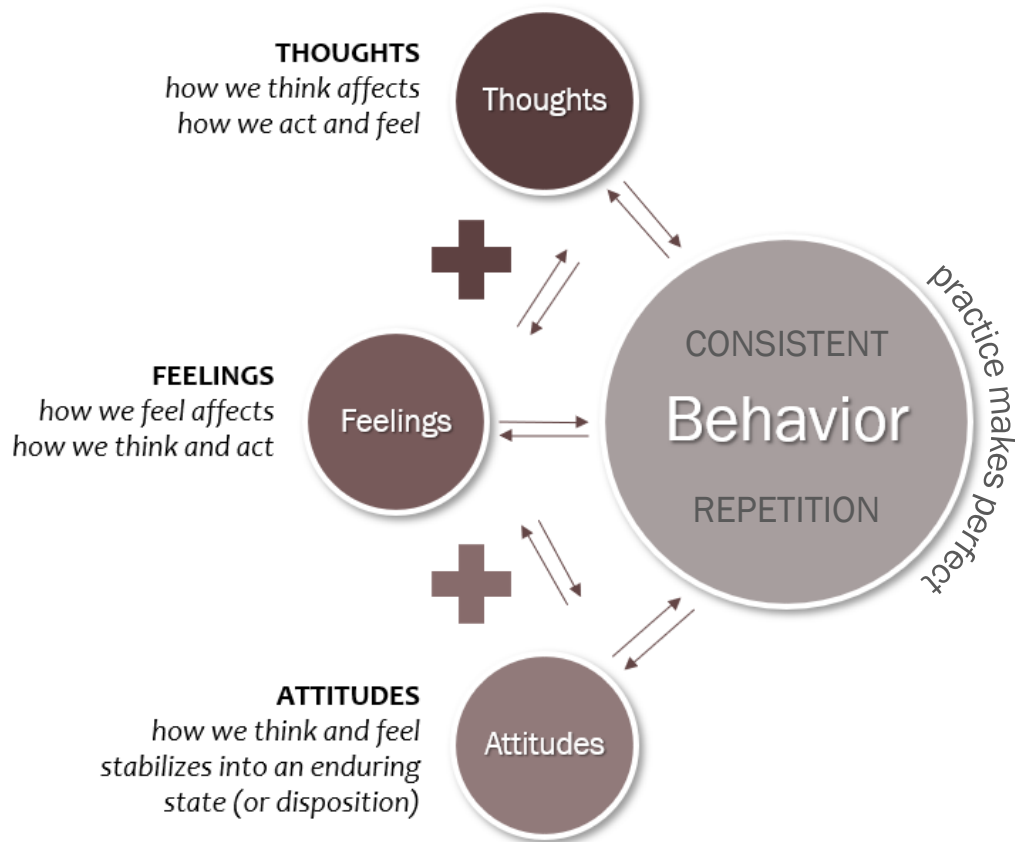 THOUGHTS
how we think affects
how we act and feel
Thoughts
FEELINGS
how we feel affects
how we think and act
Feelings
CONSISTENT
Behavior
REPETITION
practice makes perfect
ATTITUDES
how we think and feel
stabilizes into an enduring
state (or disposition)
Attitudes